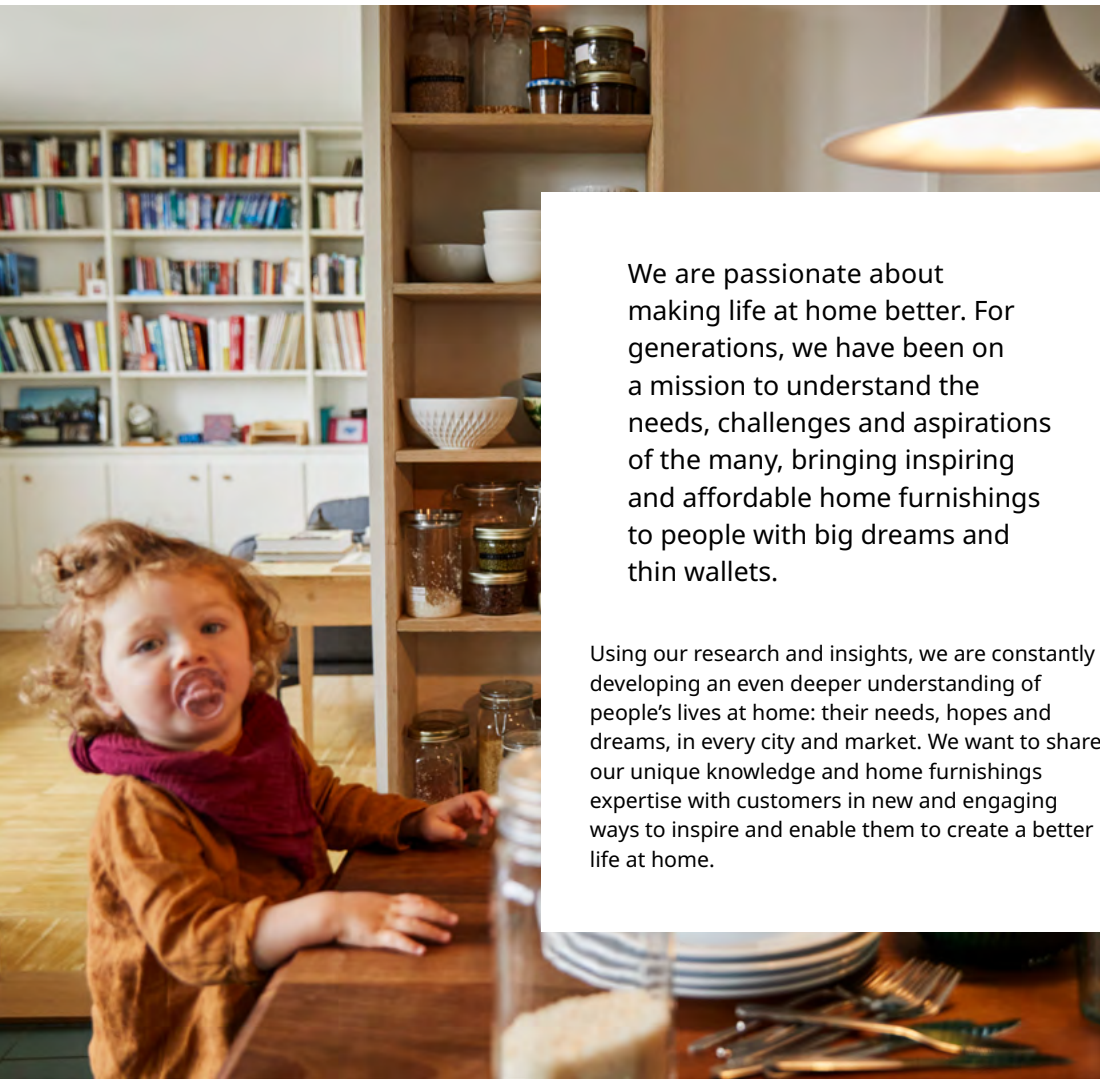 We are passionate about
making life at home better. For
generations, we have been on
a mission to understand the
needs, challenges and aspirations
of the many, bringing inspiring
and affordable home furnishings
to people with big dreams and
thin wallets.
Using our research and insights, we are constantly
developing an even deeper understanding of
people’s lives at home: their needs, hopes and
dreams, in every city and market. We want to share
our unique knowledge and home furnishings
expertise with customers in new and engaging
ways to inspire and enable them to create a better
life at home.